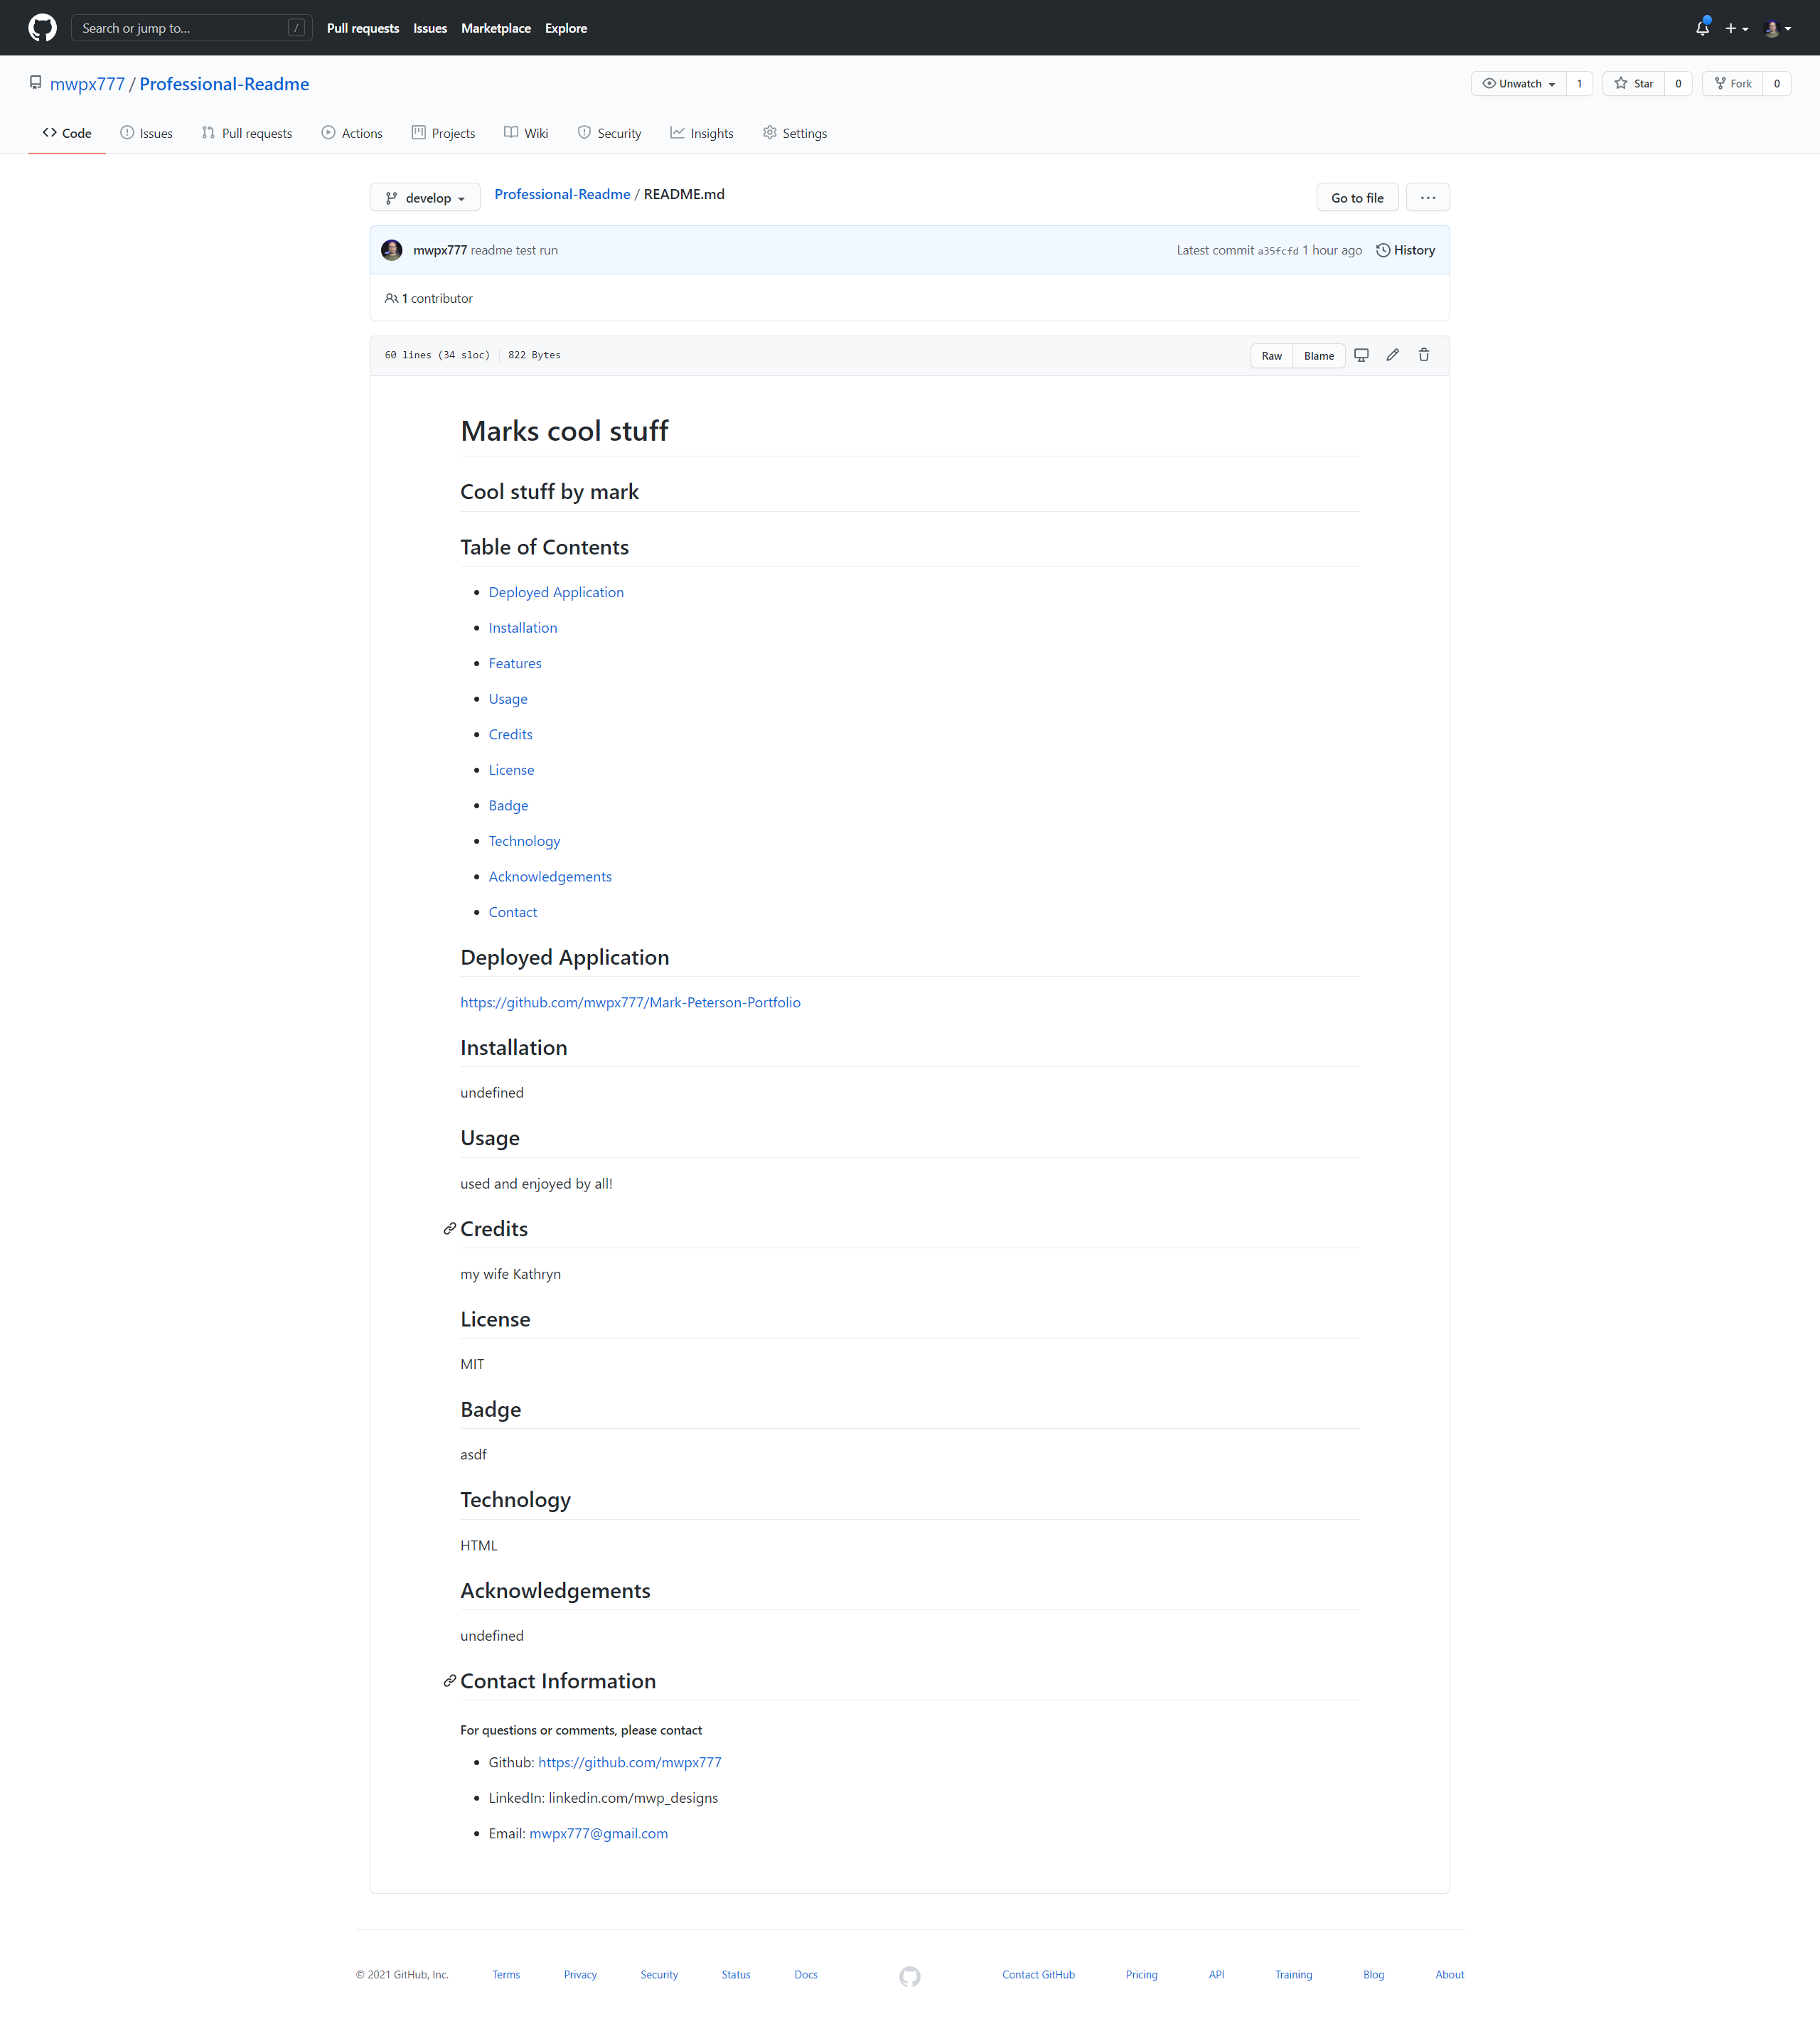 Search or jump to... /
Pull requests Issues Marketplace Explore
mwpx777 / Professional-Readme
Unwatch 1 Star 0 Fork 0
Code Issues Pull requests Actions Projects Wiki Security Insights Settings
develop Professional-Readme / README.md Go to file ...
mwpx777 readme test run Latest commit a35fcfd 1 hour ago History
1 contributor
60 lines (34 sloc) 822 Bytes Raw Blame
Marks cool stuff
Cool stuff by mark
Table of Contents
Deployed Application
Installation
Features
Usage
Credits
License
Badge
Technology
Acknowledgements
Contact
Deployed Application
https://github.com/mwpx777/Mark-Peterson-Portfolio
Installation
undefined
Usage
used and enjoyed by all!
Credits
my wife Kathryn
License
MIT
Badge
asdf
Technology
HTML
Acknowledgements
undefined
Contact Information
For questions or comments, please contact
Github: https://github.com/mwpx777
LinkedIn: linkedin.com/mwp_designs
Email: mwpx777@gmail.com
© 2021 GitHub, Inc. Terms Privacy Security Status Docs Contact GitHub Pricing API Training Blog About